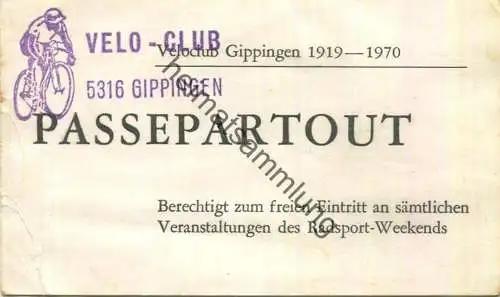 VELO-CLUB
Veloclub Gippingen 1919—1970
5316 GIPPINGEN
PASSEPARTOUT
Berechtigt zum freien Eintritt an sämtlichen
Veranstaltungen des Radsport-Weekends
heimatsammlung